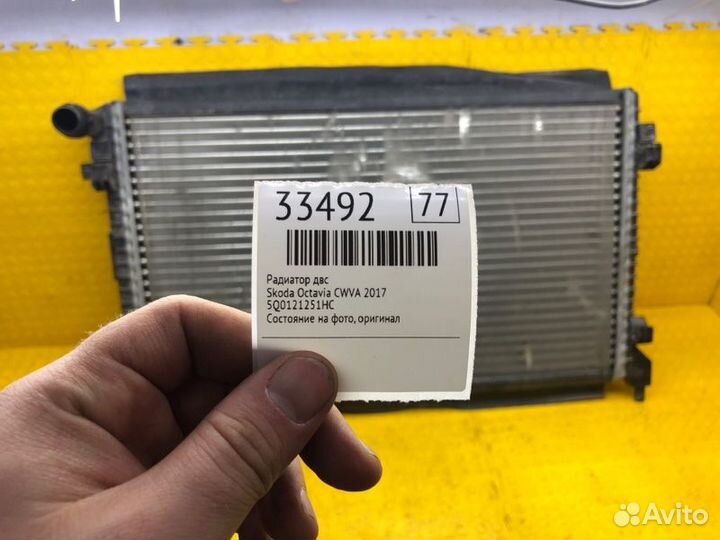 33492 77
Радиатор двс
Skoda Octavia CWVA 2017
5Q0121251HC
Состояние на фото, оригинал
Avito